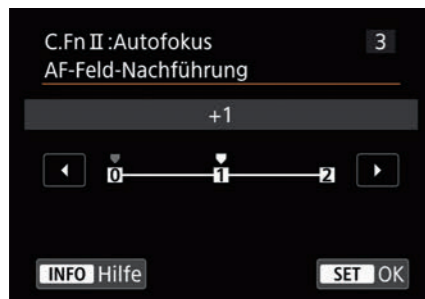 C.Fn II :Autofokus 3
AF-Feld-Nachführung
+1
0 1 2
INFO Hilfe SET OK